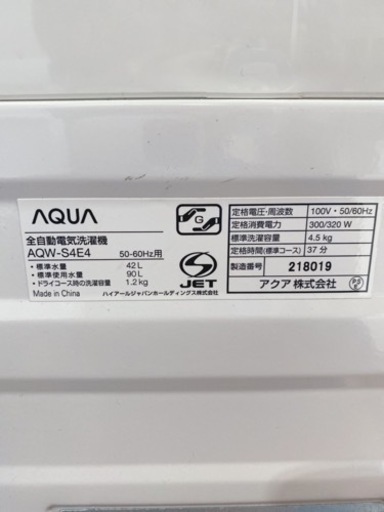 AQUA
全自動電気洗濯機
AQW-S4E4 50-60Hz用
•標準水量 42L
•標準使用水量 90L
•ドライコース時の洗濯容量 1.2kg
Made in China
G
JET
ハイアールジャパンホールディングス株式会社
定格電圧・周波数 100V・50/60Hz
定格消費電力 300/320 W
標準洗濯容量 4.5 kg
定格時間(標準コース) 37 分
製造番号 218019
アクア 株式会社